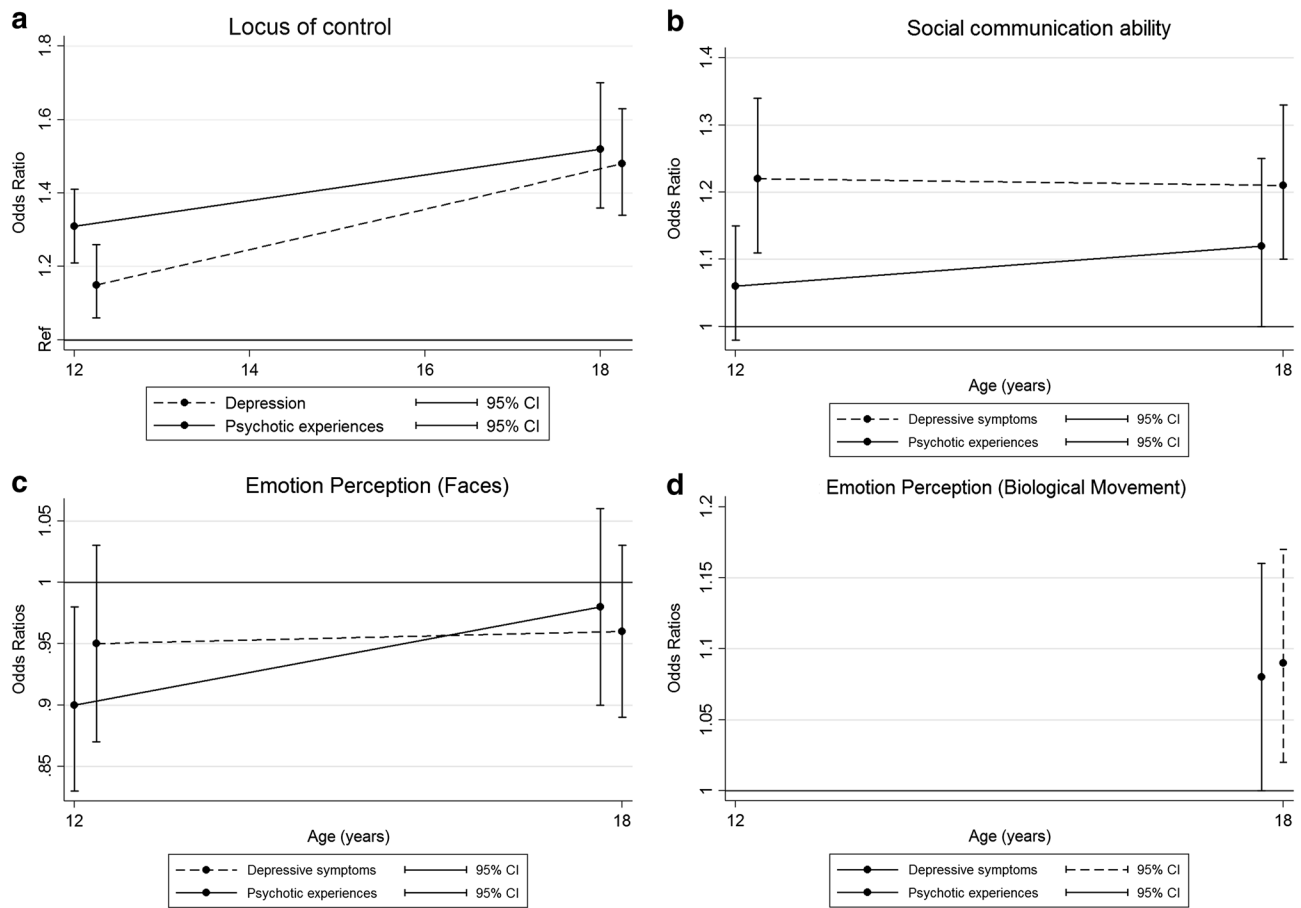 a
Locus of control
Odds Ratio
1.8
1.6
1.4
1.2
Ref
12
14
16
18
Depression
95% CI
Psychotic experiences
95% CI
b
Social communication ability
Odds Ratio
1.4
1.3
1.2
1.1
1
12
18
Age (years)
Depressive symptoms
95% CI
Psychotic experiences
95% CI
c
Emotion Perception (Faces)
Odds Ratios
1.05
1
.95
.9
.85
12
18
Age (years)
Depressive symptoms
95% CI
Psychotic experiences
95% CI
d
Emotion Perception (Biological Movement)
Odds Ratios
1.2
1.15
1.1
1.05
1
12
18
Age (years)
Depressive symptoms
95% CI
Psychotic experiences
95% CI